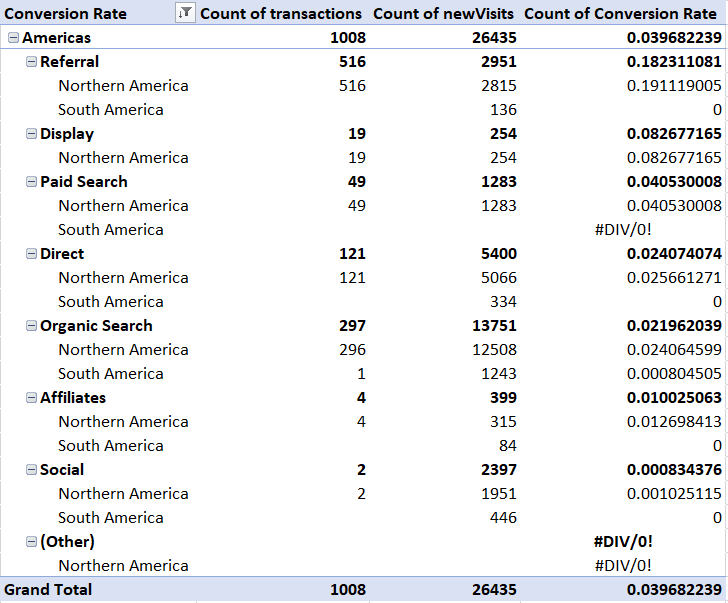 Conversion Rate Count of transactions Count of newVisits Count of Conversion Rate
Americas 1008 26435 0.039682239
Referral 516 2951 0.182311081
Northern America 516 2815 0.191119005
South America 136 0
Display 19 254 0.082677165
Northern America 19 254 0.082677165
Paid Search 49 1283 0.040530008
Northern America 49 1283 0.040530008
South America #DIV/0!
Direct 121 5400 0.024074074
Northern America 121 5066 0.025661271
South America 334 0
Organic Search 297 13751 0.021962039
Northern America 296 12508 0.024064599
South America 1 1243 0.000804505
Affiliates 4 399 0.010025063
Northern America 4 315 0.012698413
South America 84 0
Social 2 2397 0.000834376
Northern America 2 1951 0.001025115
South America 446 0
(Other) #DIV/0!
Northern America #DIV/0!
Grand Total 1008 26435 0.039682239